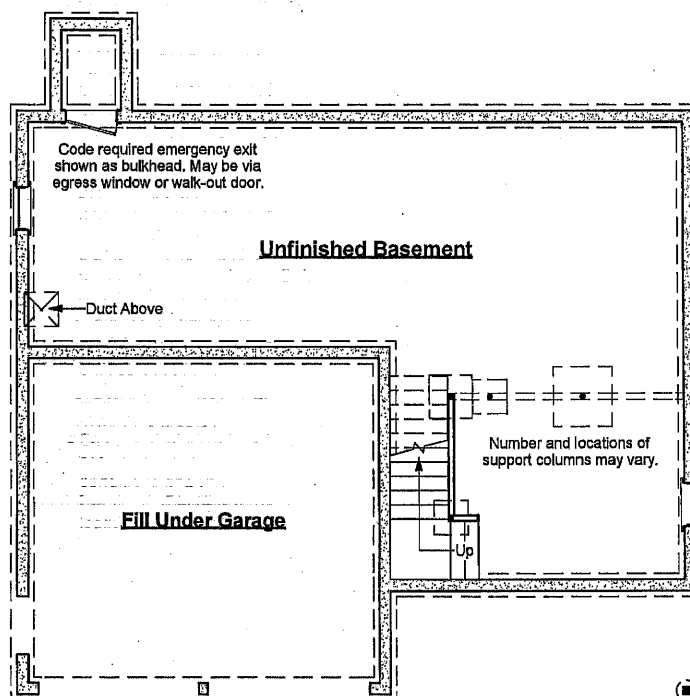 Code required emergency exit
shown as bulkhead. May be via
egress window or walk-out door.
Unfinished Basement
Duct Above
Number and locations of
support columns may vary.
Fill Under Garage
Up